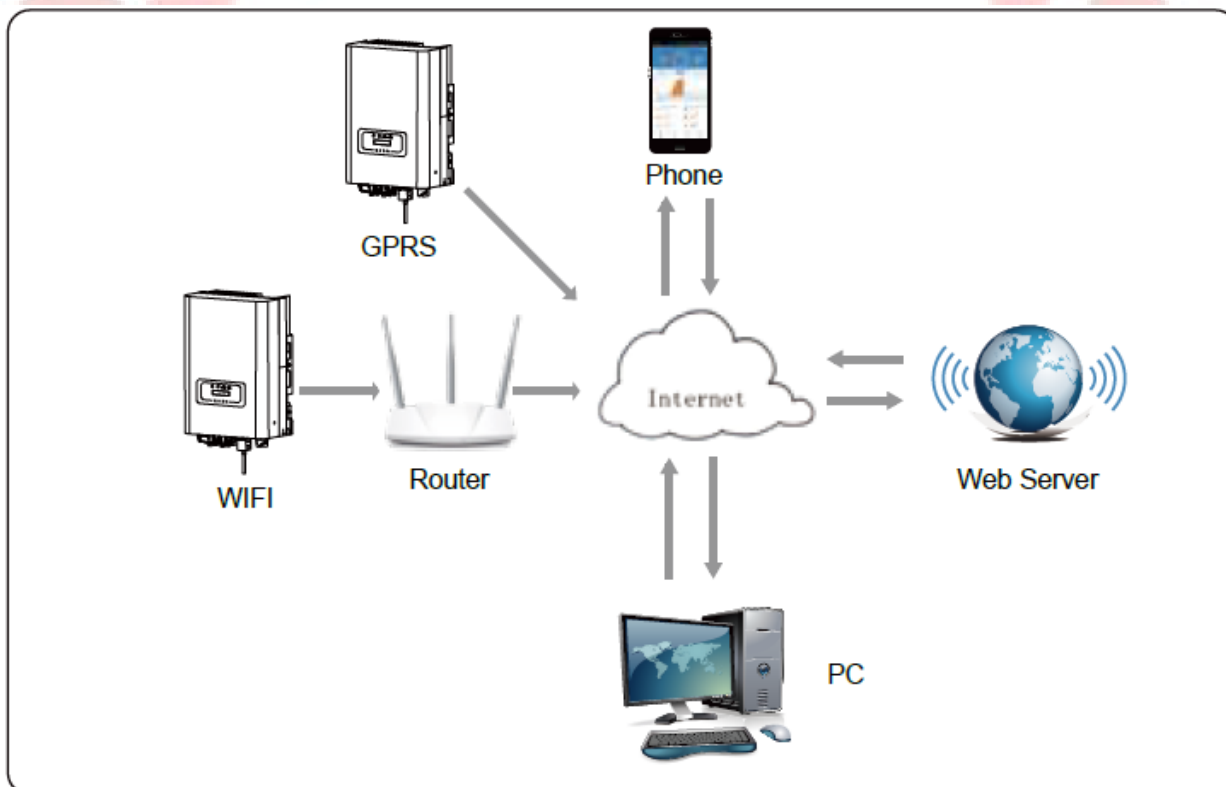 Phone
GPRS
Internet
WIFI
Router
Web Server
PC